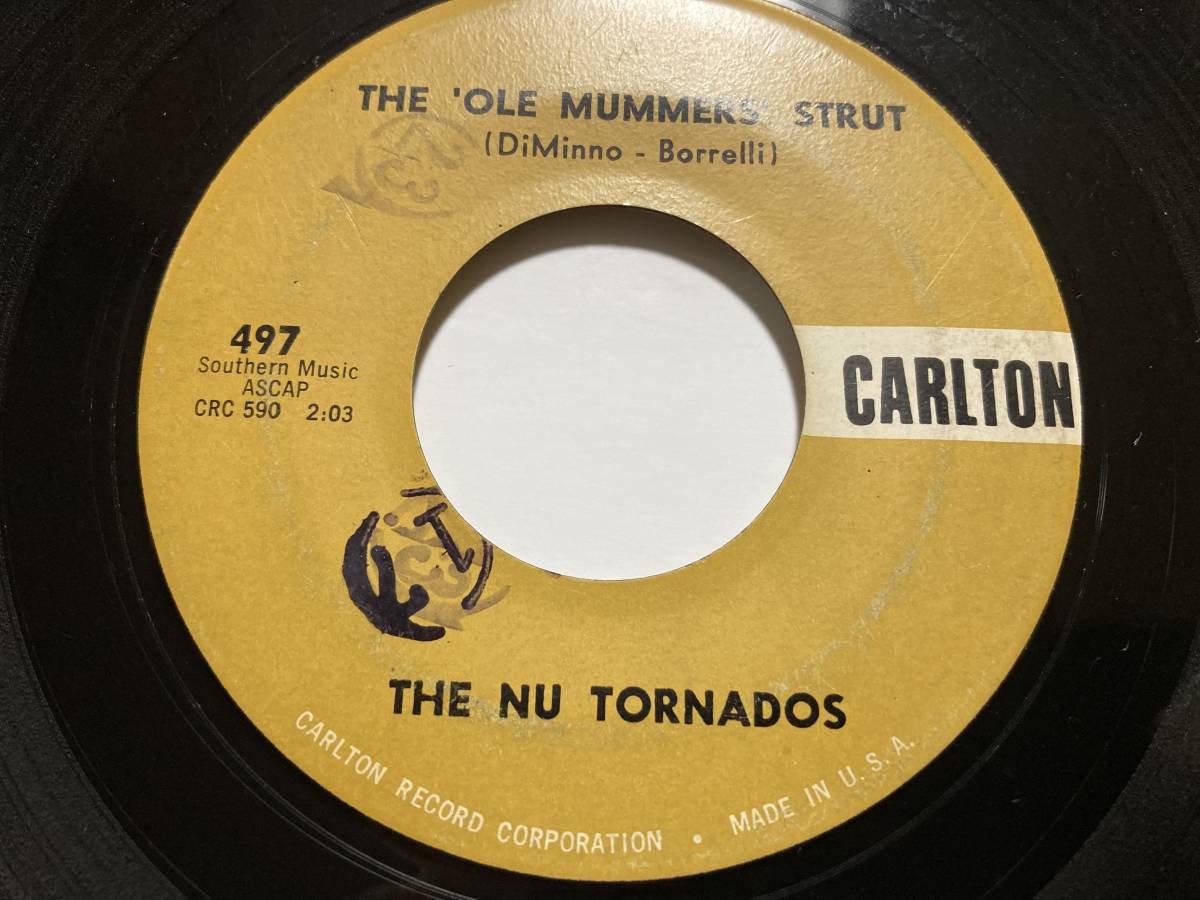 THE 'OLE MUMMERS' STRUT
(DiMinno - Borrelli)
497
Southern Music
ASCAP
CRC 590 2:03
CARLTON
THE NU TORNADOS
CARLTON RECORD CORPORATION • MADE IN U.S.A.